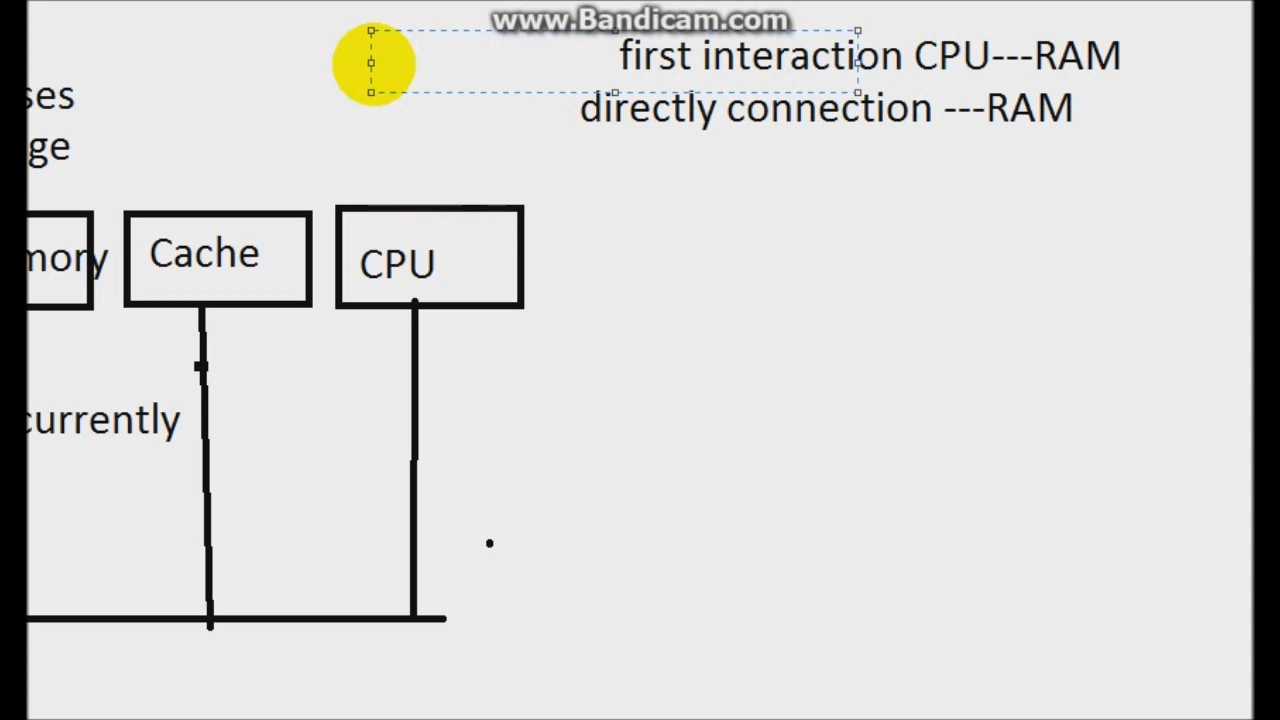 www.Bandicam.com
first interaction CPU---RAM
directly connection ---RAM
ses
ge
mory
Cache
CPU
currently